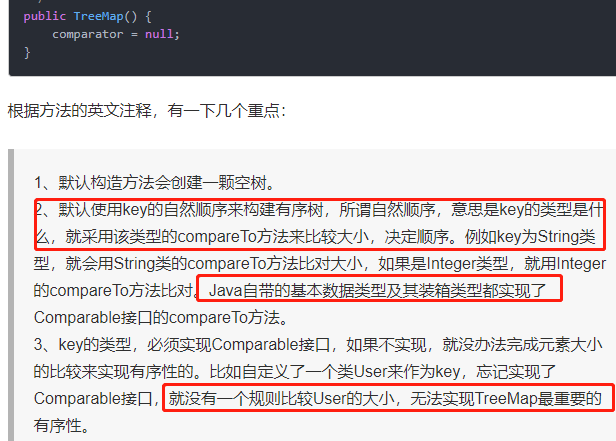 public TreeMap() {
comparator = null;
}
根据方法的英文注释，有一下几个重点：
1、默认构造方法会创建一颗空树。
2、默认使用key的自然顺序来构建有序树，所谓自然顺序，意思是key的类型是什
么，就采用该类型的compareTo方法来比较大小，决定顺序。例如key为String类
型，就会用String类的compareTo方法比对大小，如果是Integer类型，就用Integer
的compareTo方法比对。Java自带的基本数据类型及其装箱类型都实现了
Comparable接口的compareTo方法。
3、key的类型，必须实现Comparable接口，如果不实现，就没办法完成元素大小
的比较来实现有序性的。比如自定义了一个类User来作为key，忘记实现了
Comparable接口，就没有一个规则比较User的大小，无法实现TreeMap最重要的
有序性。